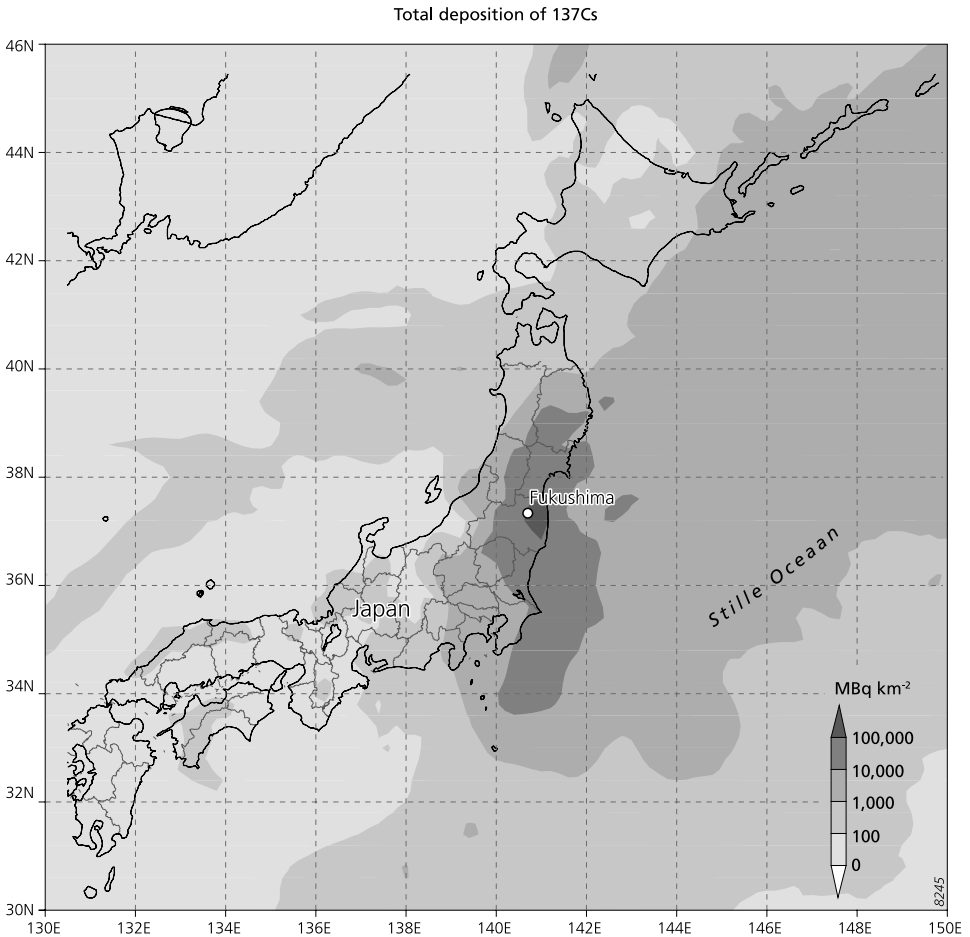 Total deposition of 137Cs
46N
44N
42N
40N
38N
36N
34N
32N
30N
Fukushima
Japan
Stille Oceaan
MBq km-2
100,000
10,000
1,000
100
0
8245
130E 132E 134E 136E 138E 140E 142E 144E 146E 148E 150E